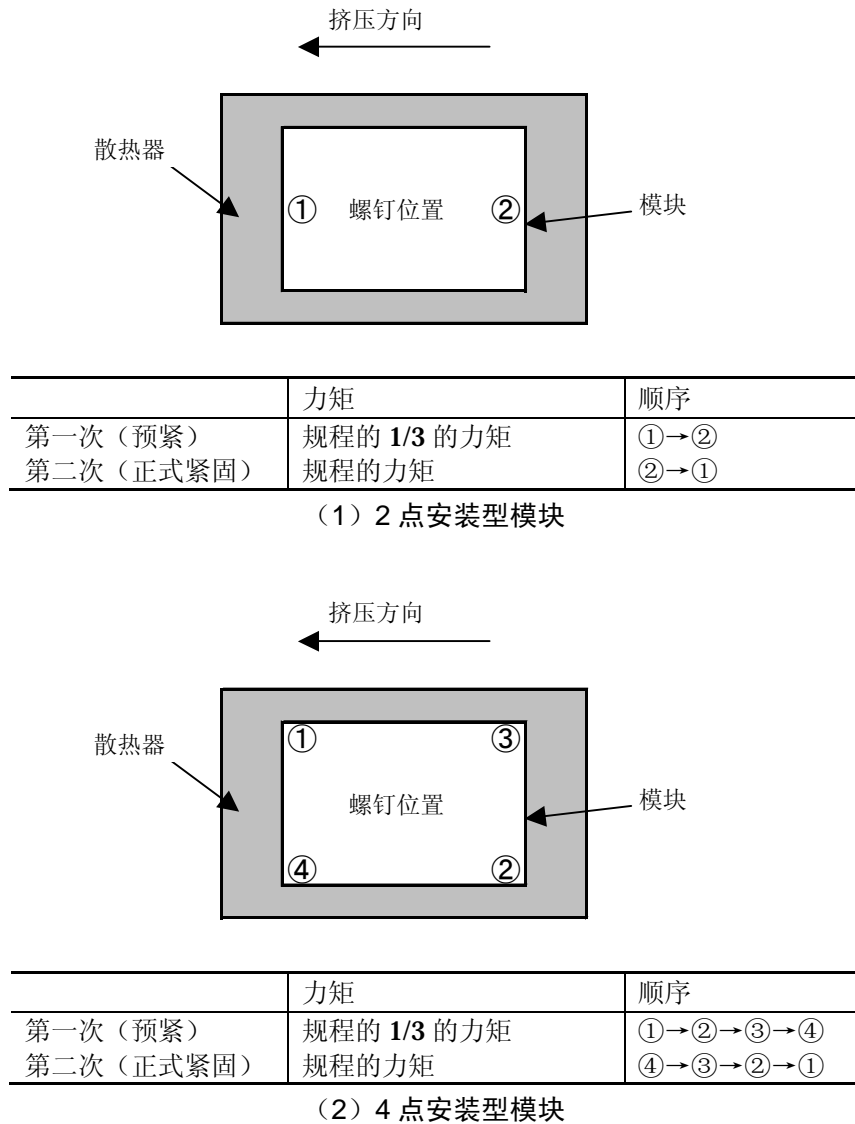 挤压方向
散热器
① 螺钉位置 ②
模块
力矩 顺序
第一次（预紧） 规程的 1/3 的力矩 ①→②
第二次（正式紧固） 规程的力矩 ②→①
（1）2 点安装型模块
挤压方向
① ③
散热器
螺钉位置
模块
④ ②
力矩 顺序
第一次（预紧） 规程的 1/3 的力矩 ①→②→③→④
第二次（正式紧固） 规程的力矩 ④→③→②→①
（2）4 点安装型模块